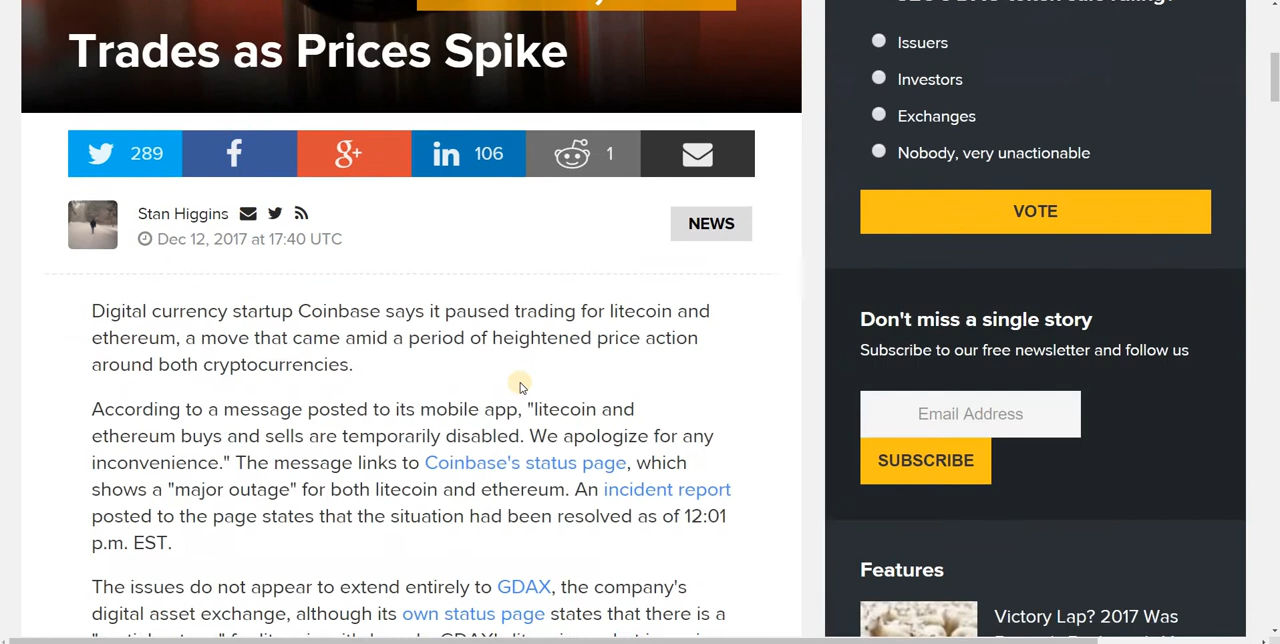 Trades as Prices Spike
289
106
1
Stan Higgins
Dec 12, 2017 at 17:40 UTC
NEWS
Digital currency startup Coinbase says it paused trading for litecoin and
ethereum, a move that came amid a period of heightened price action
around both cryptocurrencies.
According to a message posted to its mobile app, "litecoin and
ethereum buys and sells are temporarily disabled. We apologize for any
inconvenience." The message links to Coinbase's status page, which
shows a "major outage" for both litecoin and ethereum. An incident report
posted to the page states that the situation had been resolved as of 12:01
p.m. EST.
The issues do not appear to extend entirely to GDAX, the company's
digital asset exchange, although its own status page states that there is a
Issuers
Investors
Exchanges
Nobody, very unactionable
VOTE
Don't miss a single story
Subscribe to our free newsletter and follow us
Email Address
SUBSCRIBE
Features
Victory Lap? 2017 Was